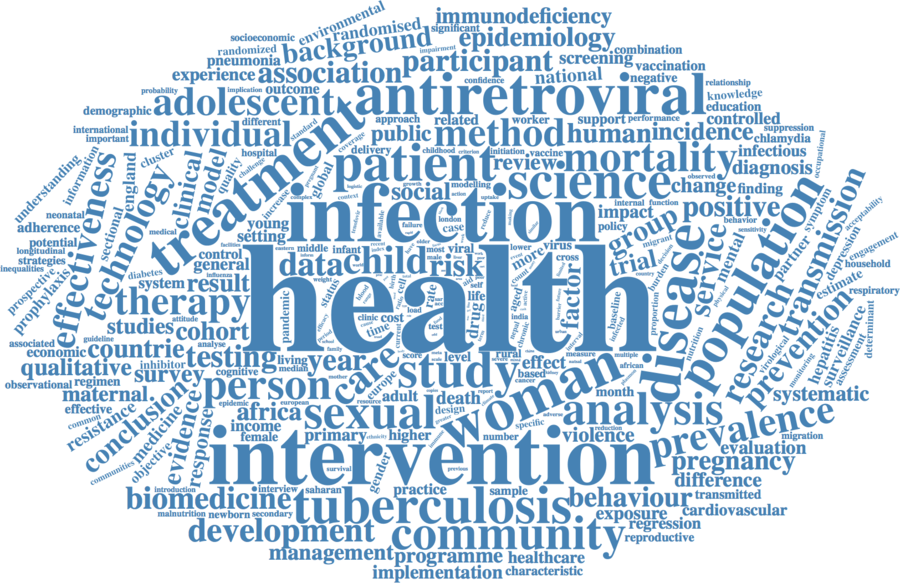 immunodeficiency
environmental
socioeconomic
randomised
significant
background
epidemiology
randomized
impairment
combination
pneumonia
participant
screening
vaccination
experience
association
confidence
national
negative
relationship
probability
implication
outcome
antiretroviral
knowledge
demographic
adolescent
education
international
different
standard
approach
related
worker
support
performance
controlled
important
individual
treatment
coverage
public
method
human
incidence
suppression
chlamydia
understanding
information
cluster
hospital
delivery
childhood
criterion
initiation
vaccine
review
mortality
infectious
occupational
england
clinical
model
quality
challenge
global
patient
science
observed
diagnosis
effectiveness
technology
sectional
increase
complex
logistic
growth
modelling
social
action
uptake
change
finding
neonatal
adherence
young
context
available
infection
internal
function
positive
behavior
symptom
acceptability
medical
setting
failure
london
case
impact
policy
group
migrant
sensitivity
population
transmission
potential
longitudinal
strategies
inequalities
facilities
control
eastern
middle
infant
older
most
viral
lower
virus
cross
trial
service
mental
partner
depression
engagement
prospective
prophylaxis
diabetes
general
influenza
data
child
risk
more
country
household
system
result
status
health
factor
disease
burden
proportion
physical
research
estimate
respiratory
therapy
pandemic
blood
cell
rate
drug
life
self
aged
india
baseline
infected
nutrition
prevention
surveillance
studies
attitude
cohort
clinic
cost
time
load
test
virological
monitoring
hepatitis
assessment
determinant
associated
guideline
analyse
economic
countrie
testing
living
year
care
score
level
rural
effect
measure
multiple
african
qualitative
inhibitor
cognitive
median
mother
europe
study
based
cancer
woman
observational
regimen
survey
person
resource
adult
death
report
month
systematic
maternal
effective
common
resistance
conclusion
evidence
epidemic
european
africa
sexual
design
adverse
specific
analysis
prevalence
communities
medicine
objective
response
income
female
primary
ethnicity
higher
number
reduction
violence
migration
evaluation
intervention
survival
gender
previous
pregnancy
difference
introduction
biomedicine
interview
saharan
practice
sample
behaviour
transmitted
malnutrition
newborn
secondary
tuberculosis
chronic
exposure
cardiovascular
development
community
regression
reproductive
management
programme
healthcare
implementation
characteristic